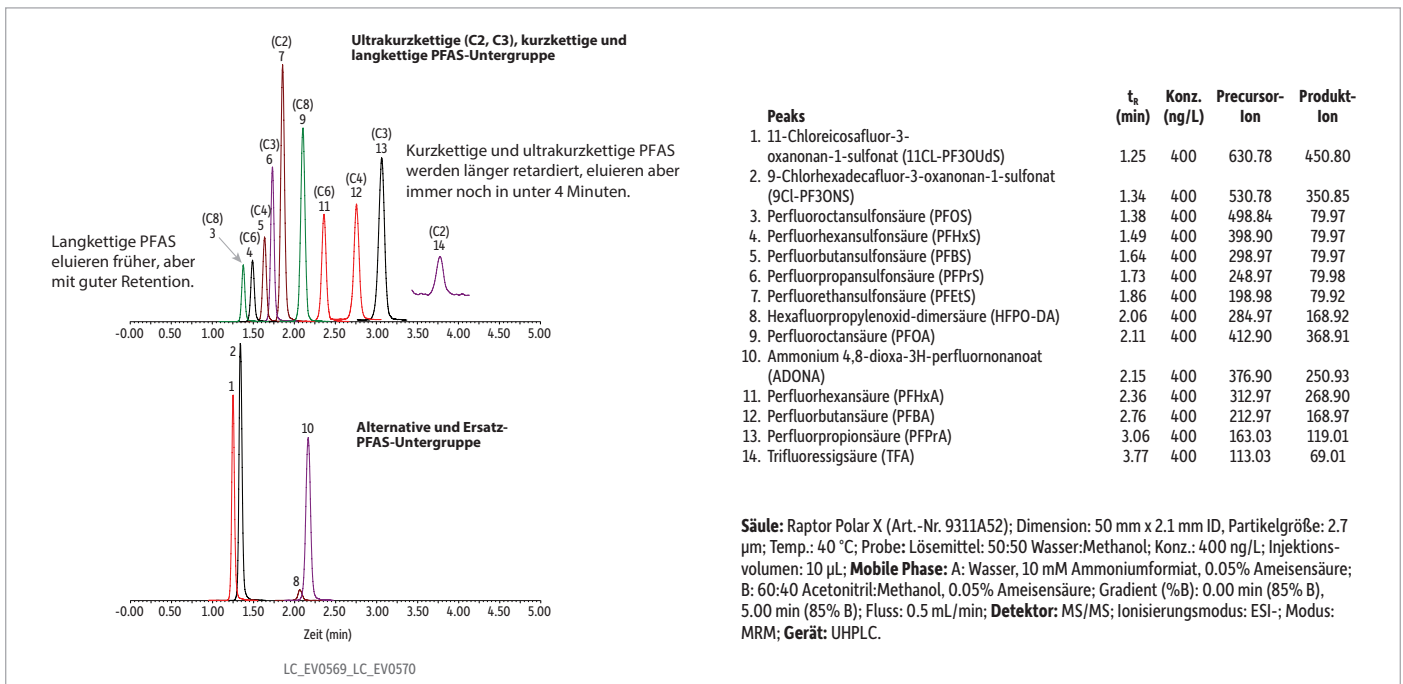 Ultrakurzkettige (C2, C3), kurzkettige und
langkettige PFAS-Untergruppe
(C2)
7
(C8)
9
(C3)
13
(C3)
6
Kurzkettige und ultrakurzkettige PFAS
werden länger retardiert, eluieren aber
immer noch in unter 4 Minuten.
(C4)
12
(C6)
11
(C4)
5
(C8)
3
(C6)
4
(C2)
14
Langkettige PFAS
eluieren früher, aber
mit guter Retention.
-0.00 0.50 1.00 1.50 2.00 2.50 3.00 3.50 4.00 4.50 5.00
2
1
10
Alternative und Ersatz-
PFAS-Untergruppe
8
-0.00 0.50 1.00 1.50 2.00 2.50 3.00 3.50 4.00 4.50 5.00
Zeit (min)
LC_EV0569_LC_EV0570
tR Konz. Precursor- Produkt-
Peaks (min) (ng/L) Ion Ion
1. 11-Chloreicosafluor-3-
oxanonan-1-sulfonat (11CL-PF3OUdS) 1.25 400 630.78 450.80
2. 9-Chlorhexadecafluor-3-oxanonan-1-sulfonat
(9Cl-PF3ONS) 1.34 400 530.78 350.85
3. Perfluoroctansulfonsäure (PFOS) 1.38 400 498.84 79.97
4. Perfluorhexansulfonsäure (PFHxS) 1.49 400 398.90 79.97
5. Perfluorbutansulfonsäure (PFBS) 1.64 400 298.97 79.97
6. Perfluorpropansulfonsäure (PFPrS) 1.73 400 248.97 79.98
7. Perfluorethansulfonsäure (PFEtS) 1.86 400 198.98 79.92
8. Hexafluorpropylenoxid-dimersäure (HFPO-DA) 2.06 400 284.97 168.92
9. Perfluoroctansäure (PFOA) 2.11 400 412.90 368.91
10. Ammonium 4,8-dioxa-3H-perfluornonanoat
(ADONA) 2.15 400 376.90 250.93
11. Perfluorhexansäure (PFHxA) 2.36 400 312.97 268.90
12. Perfluorbutansäure (PFBA) 2.76 400 212.97 168.97
13. Perfluorpropionsäure (PFPrA) 3.06 400 163.03 119.01
14. Trifluoressigsäure (TFA) 3.77 400 113.03 69.01
Säule: Raptor Polar X (Art.-Nr. 9311A52); Dimension: 50 mm x 2.1 mm ID, Partikelgröße: 2.7
µm; Temp.: 40 °C; Probe: Lösemittel: 50:50 Wasser:Methanol; Konz.: 400 ng/L; Injektions-
volumen: 10 µL; Mobile Phase: A: Wasser, 10 mM Ammoniumformiat, 0.05% Ameisensäure;
B: 60:40 Acetonitril:Methanol, 0.05% Ameisensäure; Gradient (%B): 0.00 min (85% B),
5.00 min (85% B); Fluss: 0.5 mL/min; Detektor: MS/MS; Ionisierungsmodus: ESI-; Modus:
MRM; Gerät: UHPLC.